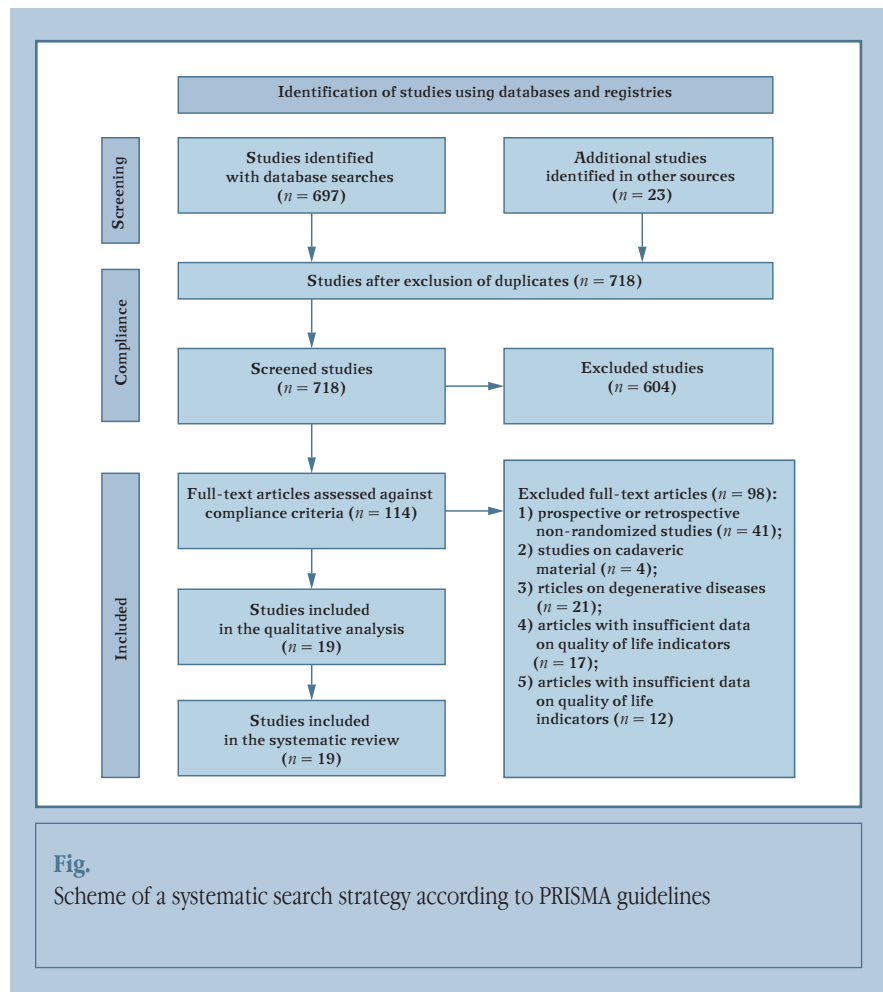 Identification of studies using databases and registries
Screening
Studies identified
with database searches
(n = 697)
Additional studies
identified in other sources
(n = 23)
Compliance
Studies after exclusion of duplicates (n = 718)
Screened studies
(n = 718)
Excluded studies
(n = 604)
Included
Full-text articles assessed against
compliance criteria (n = 114)
Excluded full-text articles (n = 98):
1) prospective or retrospective
non-randomized studies (n = 41);
2) studies on cadaveric
material (n = 4);
3) rticles on degenerative diseases
(n = 21);
4) articles with insufficient data
on quality of life indicators
(n = 17);
5) articles with insufficient data
on quality of life
indicators (n = 12)
Studies included
in the qualitative analysis
(n = 19)
Studies included
in the systematic review
(n = 19)
Fig.
Scheme of a systematic search strategy according to PRISMA guidelines